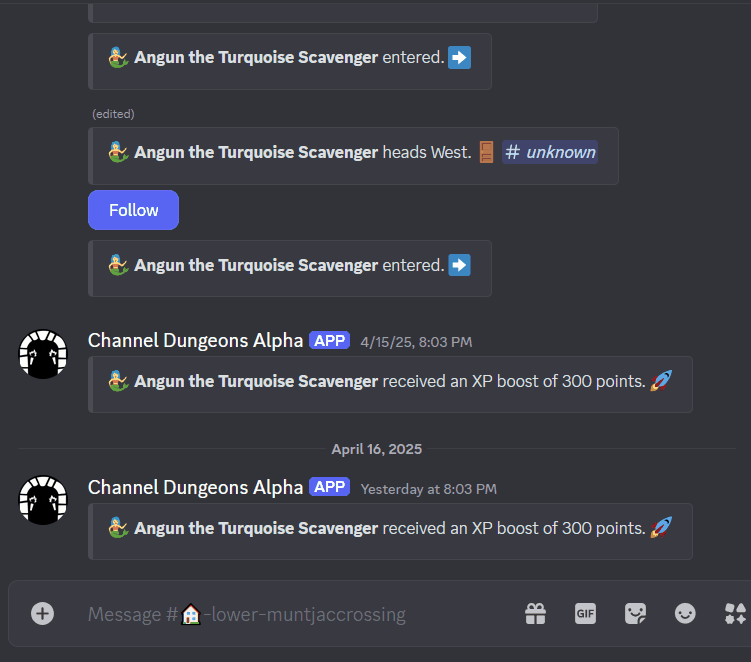 Angun the Turquoise Scavenger entered.
(edited)
Angun the Turquoise Scavenger heads West. # unknown
Follow
Angun the Turquoise Scavenger entered.
Channel Dungeons Alpha APP 4/15/25, 8:03 PM
Angun the Turquoise Scavenger received an XP boost of 300 points.
April 16, 2025
Channel Dungeons Alpha APP Yesterday at 8:03 PM
Angun the Turquoise Scavenger received an XP boost of 300 points.
Message #🏠-lower-muntjaccrossing GIF